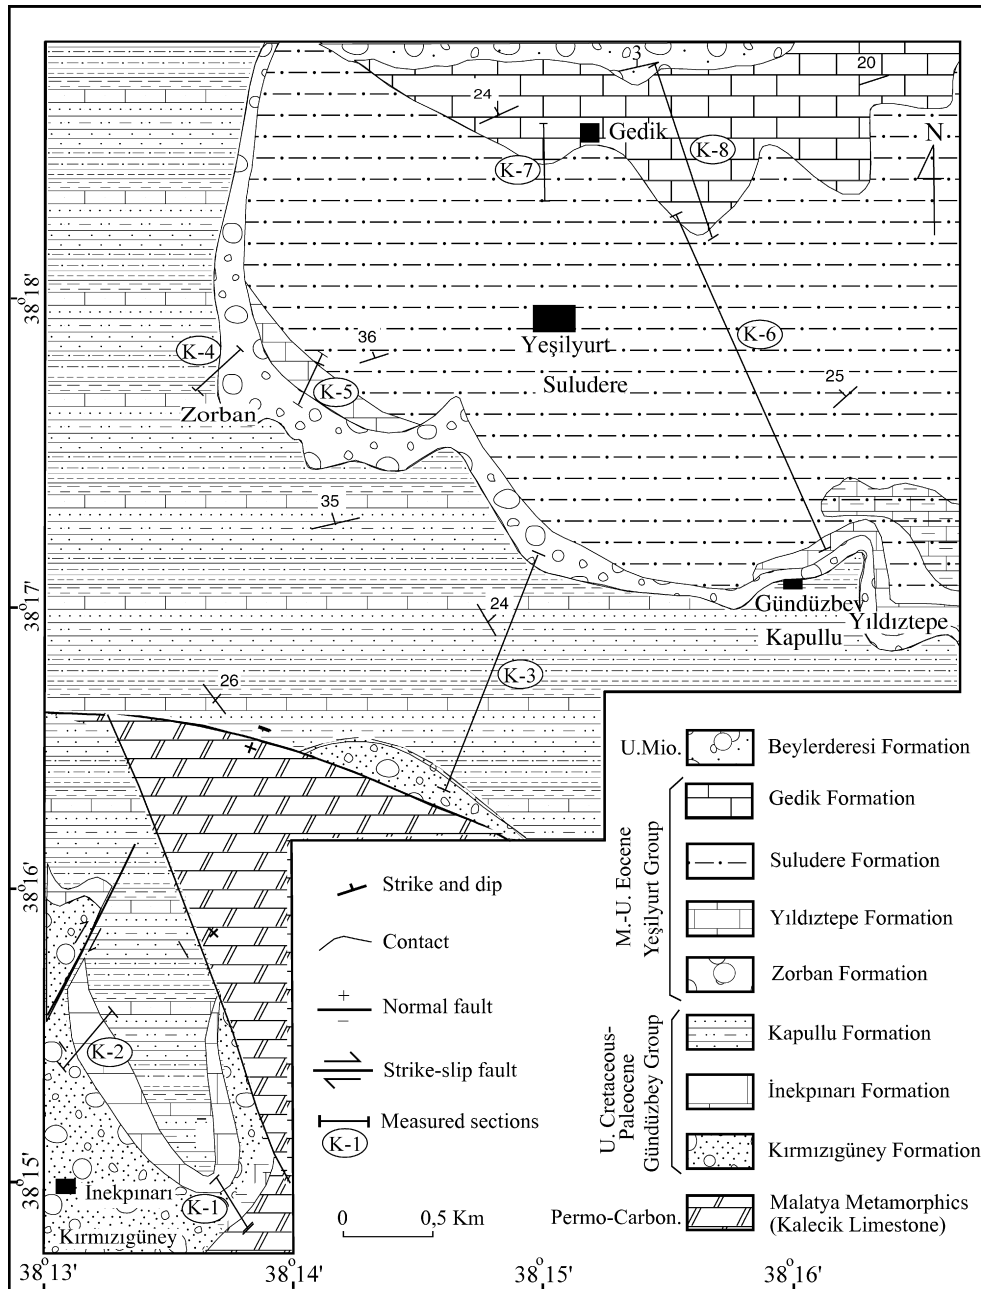 3
20
24
Gedik
N
K-8
K-7
38°18'
Yeşilyurt
K-6
36
K-4
Suludere
K-5
25
Zorban
35
38°17'
Gündüzbey
24
Yıldıztepe
Kapullu
K-3
26
+
-
38°16'
x
K-2
38°15'
İnekpınarı
K-1
Kırmızıgüney
38°13'
38°14'
38°15'
38°16'
Strike and dip
Contact
+
–
Normal fault
Strike-slip fault
Measured sections
K-1
0 0,5 Km
U.Mio.
Beylerderesi Formation
M.-U. Eocene
Yeşilyurt Group
Gedik Formation
Suludere Formation
Yıldıztepe Formation
Zorban Formation
U. Cretaceous-
Paleocene
Gündüzbey Group
Kapullu Formation
İnekpınarı Formation
Kırmızıgüney Formation
Permo-Carbon.
Malatya Metamorphics
(Kalecik Limestone)